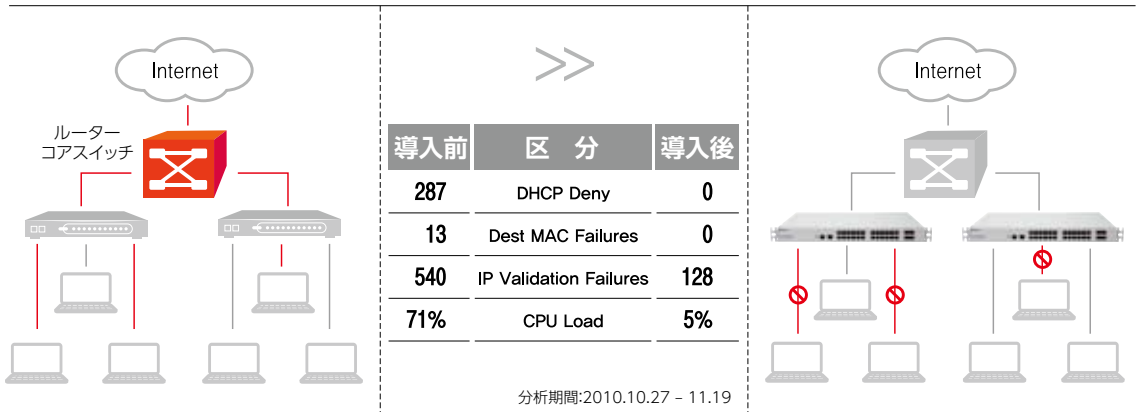 Internet
ルーター
コアスイッチ
>>
導入前 区 分 導入後
287 DHCP Deny 0
13 Dest MAC Failures 0
540 IP Validation Failures 128
71% CPU Load 5%
分析期間:2010.10.27 – 11.19
Internet